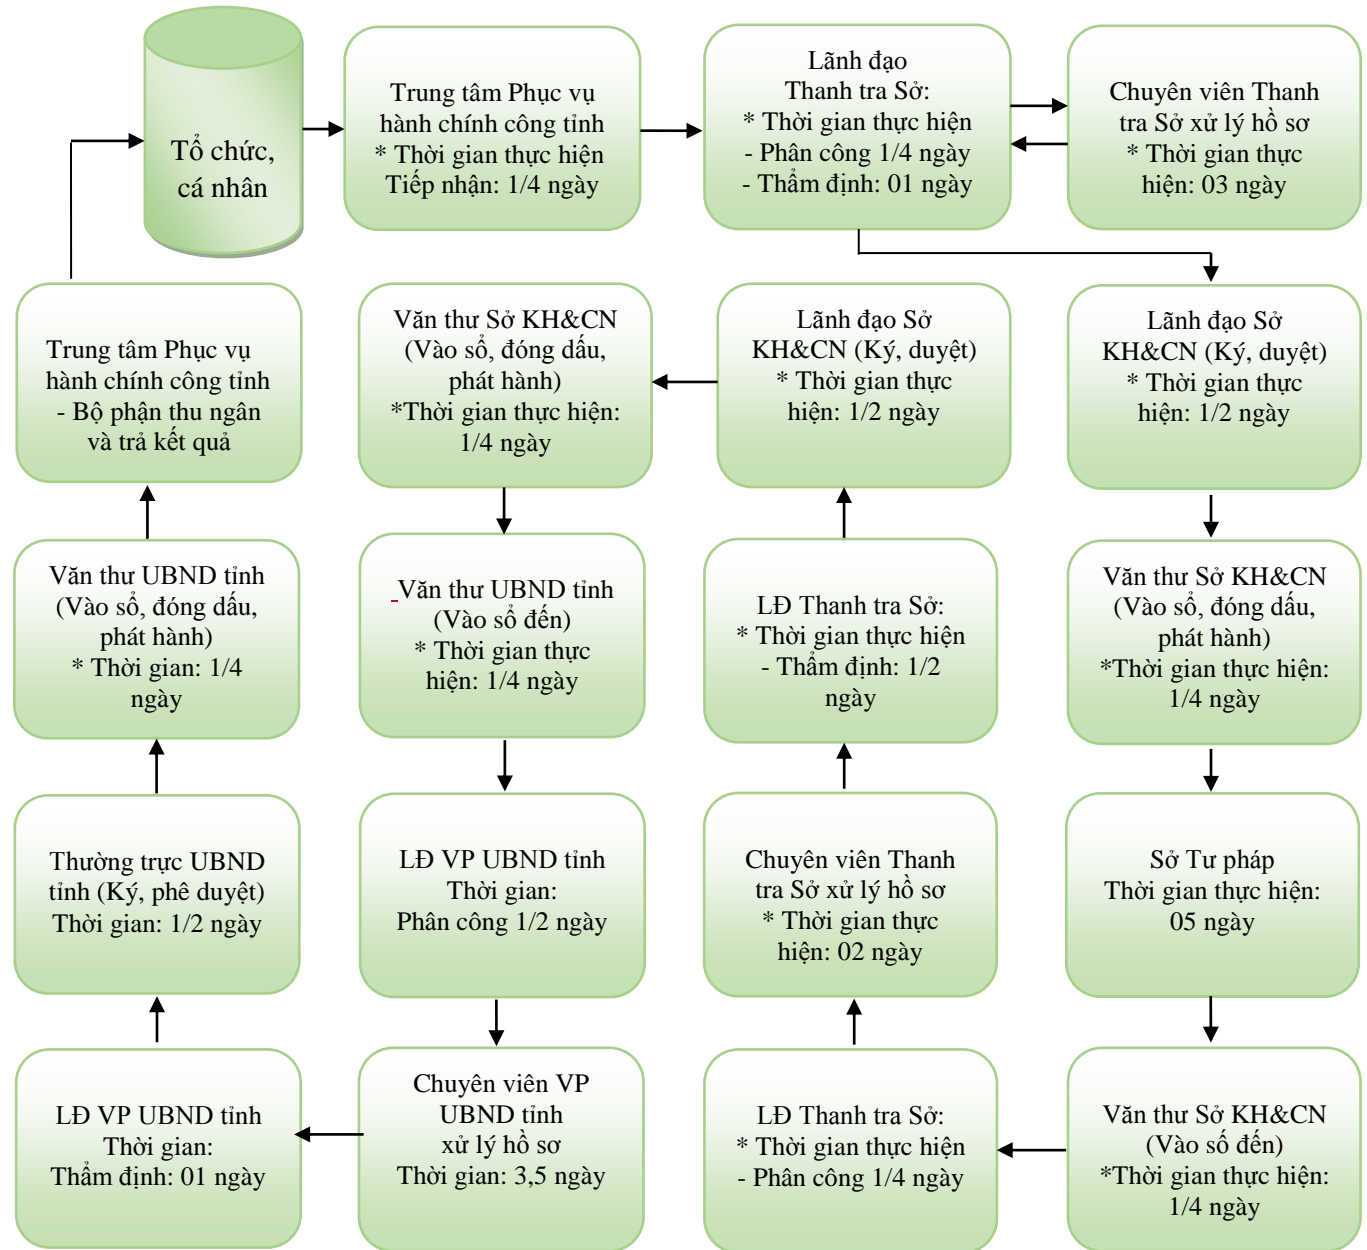 Tổ chức,
cá nhân
Trung tâm Phục vụ
hành chính công tỉnh
* Thời gian thực hiện
Tiếp nhận: 1/4 ngày
Lãnh đạo
Thanh tra Sở:
* Thời gian thực hiện
- Phân công 1/4 ngày
- Thẩm định: 01 ngày
Chuyên viên Thanh
tra Sở xử lý hồ sơ
* Thời gian thực
hiện: 03 ngày
Trung tâm Phục vụ
hành chính công tỉnh
- Bộ phận thu ngân
và trả kết quả
Văn thư Sở KH&CN
(Vào sổ, đóng dấu,
phát hành)
*Thời gian thực hiện:
1/4 ngày
Lãnh đạo Sở
KH&CN (Ký, duyệt)
* Thời gian thực
hiện: 1/2 ngày
Lãnh đạo Sở
KH&CN (Ký, duyệt)
* Thời gian thực
hiện: 1/2 ngày
Văn thư UBND tỉnh
(Vào sổ, đóng dấu,
phát hành)
* Thời gian: 1/4
ngày
Văn thư UBND tỉnh
(Vào sổ đến)
* Thời gian thực
hiện: 1/4 ngày
LĐ Thanh tra Sở:
* Thời gian thực hiện
- Thẩm định: 1/2
ngày
Văn thư Sở KH&CN
(Vào sổ, đóng dấu,
phát hành)
*Thời gian thực hiện:
1/4 ngày
Thường trực UBND
tỉnh (Ký, phê duyệt)
Thời gian: 1/2 ngày
LĐ VP UBND tỉnh
Thời gian:
Phân công 1/2 ngày
Chuyên viên Thanh
tra Sở xử lý hồ sơ
* Thời gian thực
hiện: 02 ngày
Sở Tư pháp
Thời gian thực hiện:
05 ngày
LĐ VP UBND tỉnh
Thời gian:
Thẩm định: 01 ngày
Chuyên viên VP
UBND tỉnh
xử lý hồ sơ
Thời gian: 3,5 ngày
LĐ Thanh tra Sở:
* Thời gian thực hiện
- Phân công 1/4 ngày
Văn thư Sở KH&CN
(Vào số đến)
*Thời gian thực hiện:
1/4 ngày